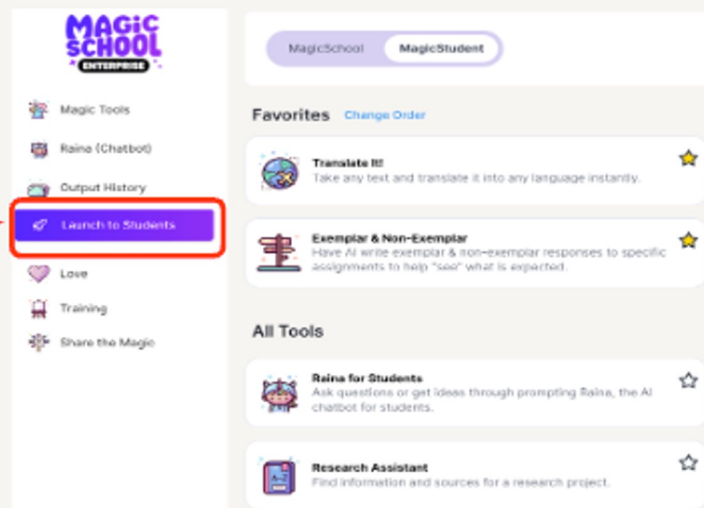 MAGiC
SCHOOL
ENTERPRISE
Magic Tools
Raina (Chatbot)
Output History
Launch to Students
Love
Training
Share the Magic
MagicSchool
MagicStudent
Favorites
Change Order
Translate It!
Take any text and translate it into any language instantly.
Exemplar & Non-Exemplar
Have AI write exemplar & non-exemplar responses to specific
assignments to help "see" what is expected.
All Tools
Raina for Students
Ask questions or get ideas through prompting Raina, the AI
chatbot for students.
Research Assistant
Find information and sources for a research project.